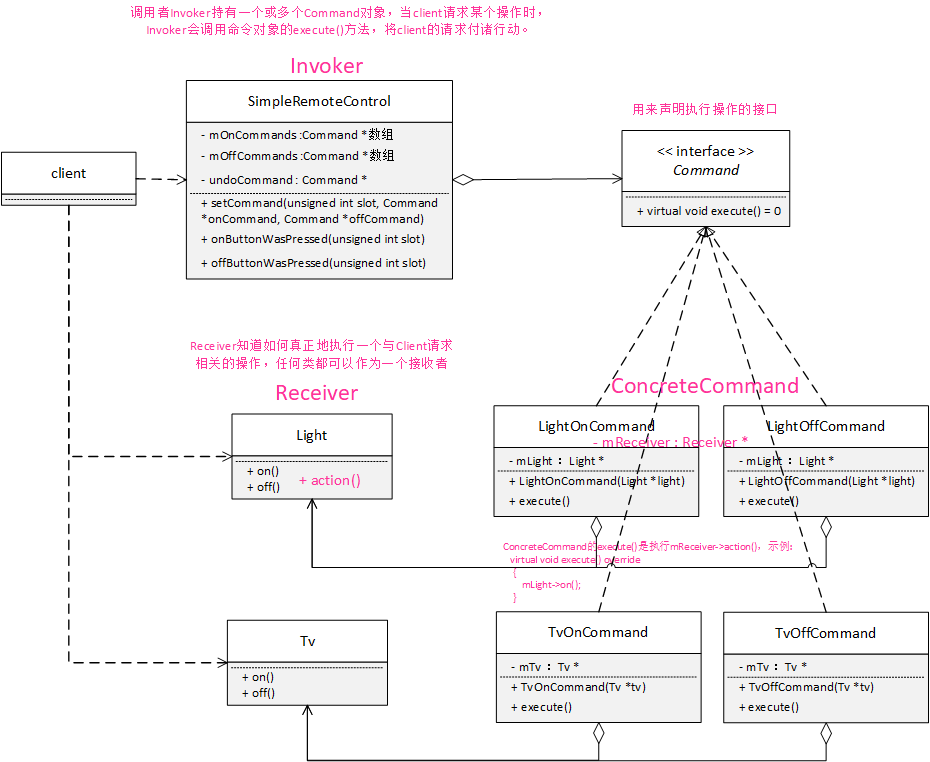 调用者Invoker持有一个或多个Command对象，当client请求某个操作时，
Invoker会调用命令对象的execute()方法，将client的请求付诸行动。
Invoker
SimpleRemoteControl
- mOnCommands :Command *数组
- mOffCommands :Command *数组
- undoCommand : Command *
+ setCommand(unsigned int slot, Command
*onCommand, Command *offCommand)
+ onButtonWasPressed(unsigned int slot)
+ offButtonWasPressed(unsigned int slot)
client
用来声明执行操作的接口
<< interface >>
Command
+ virtual void execute() = 0
Receiver知道如何真正地执行一个与Client请求
相关的操作，任何类都可以作为一个接收者
Receiver
Light
+ on()
+ off()
+ action()
ConcreteCommand
LightOnCommand
- mReceiver : Receiver *
- mLight : Light *
+ LightOnCommand(Light *light)
+ execute()
LightOffCommand
- mLight : Light *
+ LightOffCommand(Light *light)
+ execute()
ConcreteCommand的execute()是执行mReceiver->action()，示例：
virtual void execute() override
{
mLight->on();
}
Tv
+ on()
+ off()
TvOnCommand
- mTv : Tv *
+ TvOnCommand(Tv *tv)
+ execute()
TvOffCommand
- mTv : Tv *
+ TvOffCommand(Tv *tv)
+ execute()